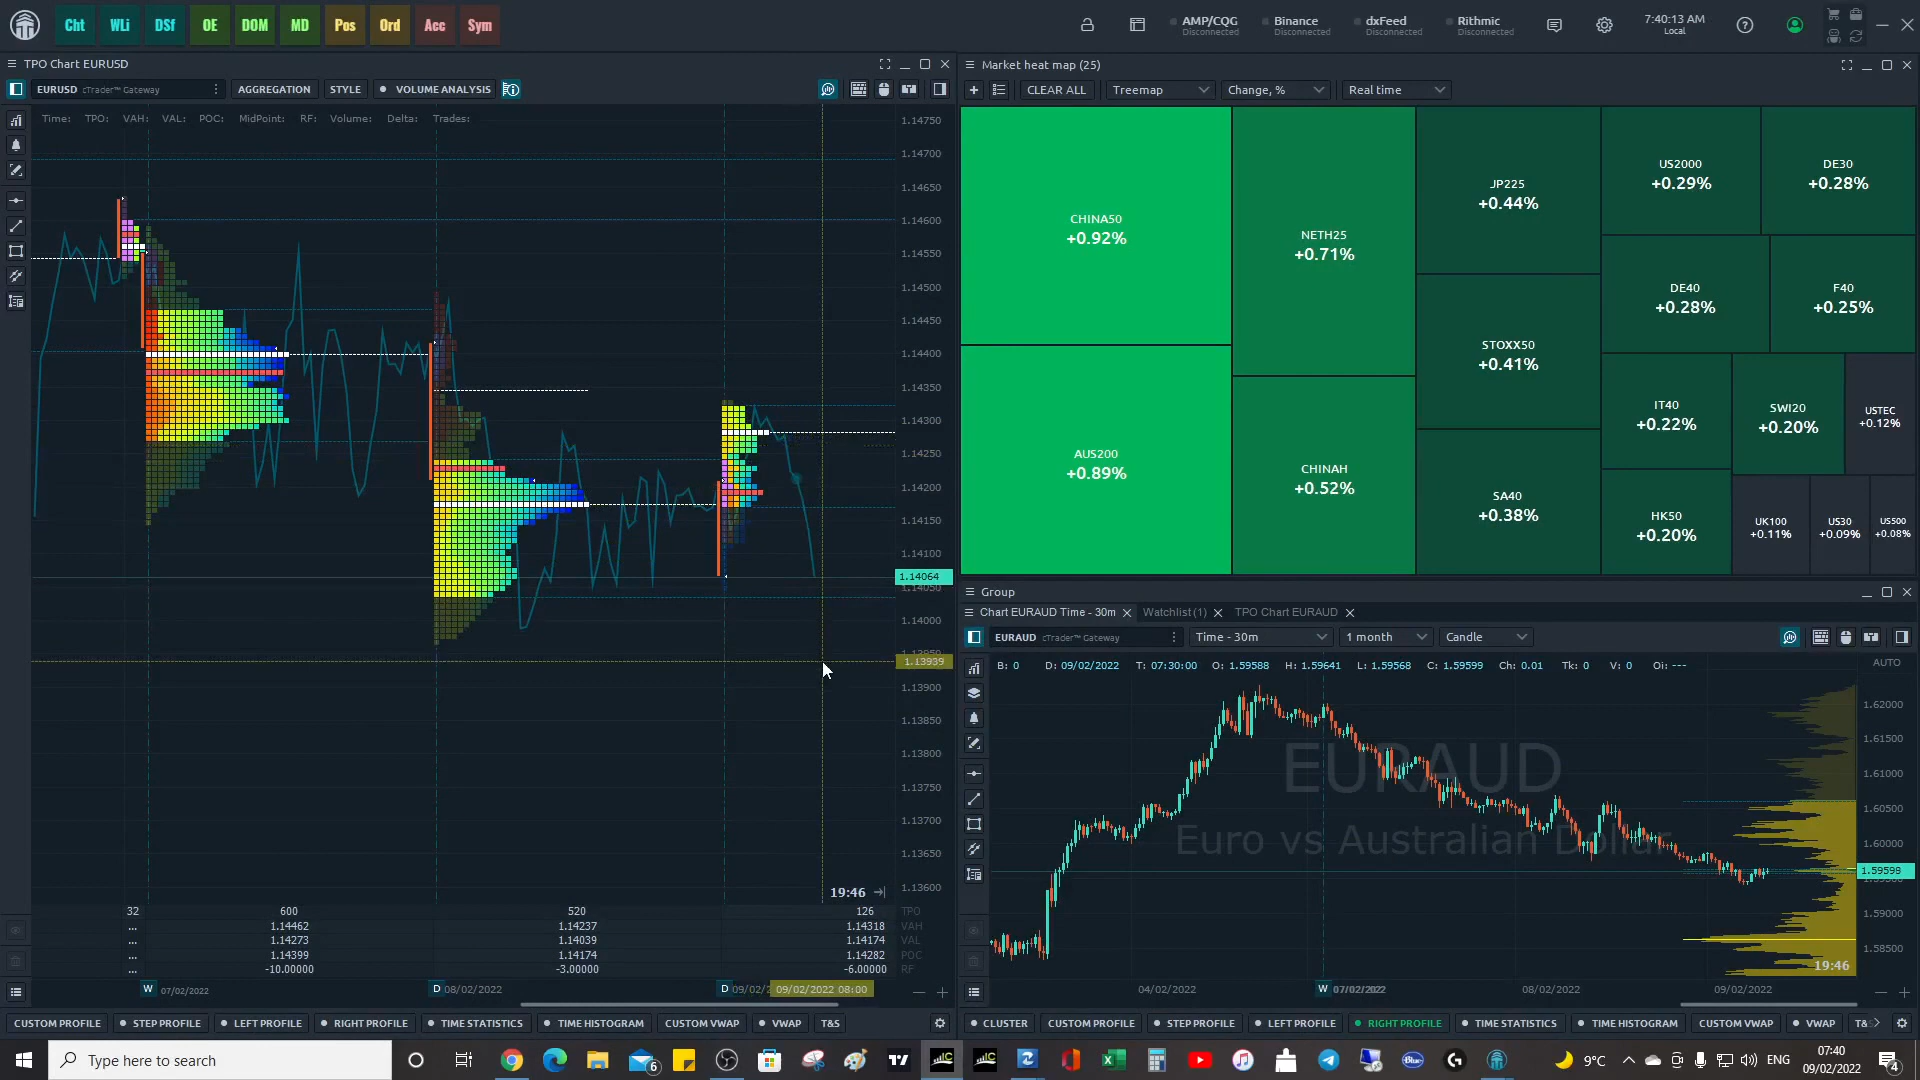 Cht WLi DSf OE DOM MD Pos Ord Acc Sym
AMP/CQG Disconnected
Binance Disconnected
dxFeed Disconnected
Rithmic Disconnected
7:40:13 AM
Local
TPO Chart EURUSD
EURUSD cTrader™ Gateway
AGGREGATION
STYLE
VOLUME ANALYSIS
Time: TPO: VAH: VAL: POC: MidPoint: RF: Volume: Delta: Trades:
1.14750
1.14700
1.14650
1.14600
1.14550
1.14500
1.14450
1.14400
1.14350
1.14300
1.14250
1.14200
1.14150
1.14100
1.14064
1.14050
1.14000
1.13950
1.13939
1.13900
1.13850
1.13800
1.13750
1.13700
1.13650
1.13600
19:46
32 600 520 126 TPO
... 1.14462 1.14237 1.14318 VAH
... 1.14273 1.14039 1.14174 VAL
... 1.14399 1.14174 1.14282 POC
... -10.00000 -3.00000 -6.00000 RF
W 07/02/2022 D 08/02/2022 D 09/02/2 09/02/2022 08:00
CUSTOM PROFILE STEP PROFILE LEFT PROFILE RIGHT PROFILE TIME STATISTICS TIME HISTOGRAM CUSTOM VWAP VWAP T&S
Market heat map (25)
CLEAR ALL Treemap Change, % Real time
CHINA50
+0.92%
AUS200
+0.89%
NETH25
+0.71%
CHINAH
+0.52%
JP225
+0.44%
STOXX50
+0.41%
SA40
+0.38%
US2000
+0.29%
DE30
+0.28%
DE40
+0.28%
F40
+0.25%
IT40
+0.22%
SWI20
+0.20%
USTEC
+0.12%
HK50
+0.20%
UK100
+0.11%
US30
+0.09%
US500
+0.08%
Group
Chart EURAUD Time - 30m Watchlist(1) TPO Chart EURAUD
EURAUD cTrader™ Gateway Time - 30m 1 month Candle
B: 0 D: 09/02/2022 T: 07:30:00 O: 1.59588 H: 1.59641 L: 1.59568 C: 1.59599 Ch: 0.01 Tk: 0 V: 0 Oi: ---
AUTO
EURAUD
Euro vs Australian Dollar
1.62000
1.61500
1.61000
1.60500
1.60000
1.59599
1.59000
1.58500
19:46
04/02/2022 W 07/02/2022 08/02/2022 09/02/2022
CLUSTER CUSTOM PROFILE STEP PROFILE LEFT PROFILE RIGHT PROFILE TIME STATISTICS TIME HISTOGRAM CUSTOM VWAP VWAP T&
Type here to search
6
9°C
ENG
07:40
09/02/2022
4